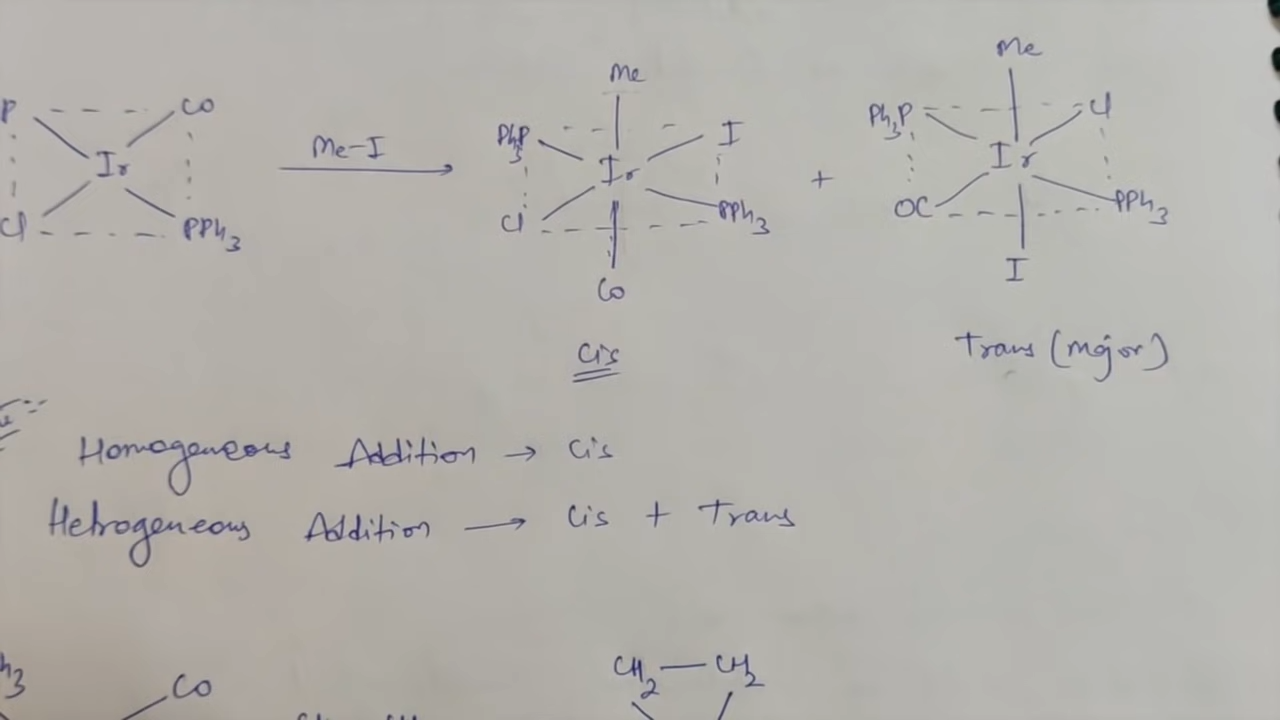 Me
Me
P CO Ph3P I Ph3P Cl
Ir Me-I Ir + Ir
Cl PPh3 Cl PPh3 OC PPh3
CO I
Cis Trans (Major)
Homogeneous Addition → Cis
Hetrogeneous Addition → Cis + Trans
CH2 — CH2
h3 CO